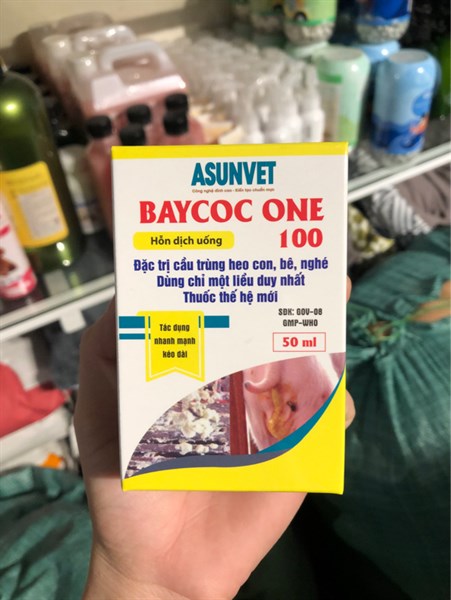 ASUNVET
Công nghệ đỉnh cao - Kiến tạo chuẩn mực
BAYCOC ONE
Hỗn dịch uống
100
Đặc trị cầu trùng heo con, bê, nghé
Dùng chỉ một liều duy nhất
Thuốc thế hệ mới
SĐK: GOV-08
GMP-WHO
Tác dụng
nhanh mạnh
kéo dài
50 ml